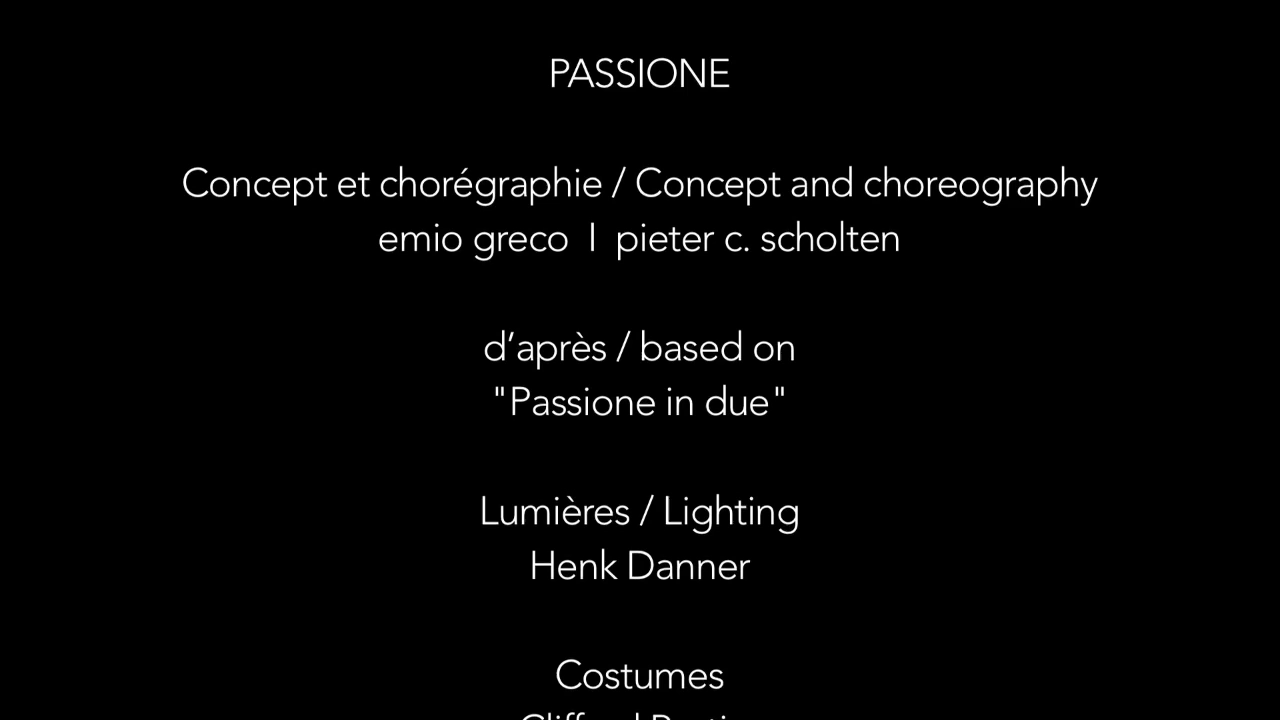 PASSIONE
Concept et chorégraphie / Concept and choreography
emio greco I pieter c. scholten
d’après / based on
"Passione in due"
Lumières / Lighting
Henk Danner
Costumes